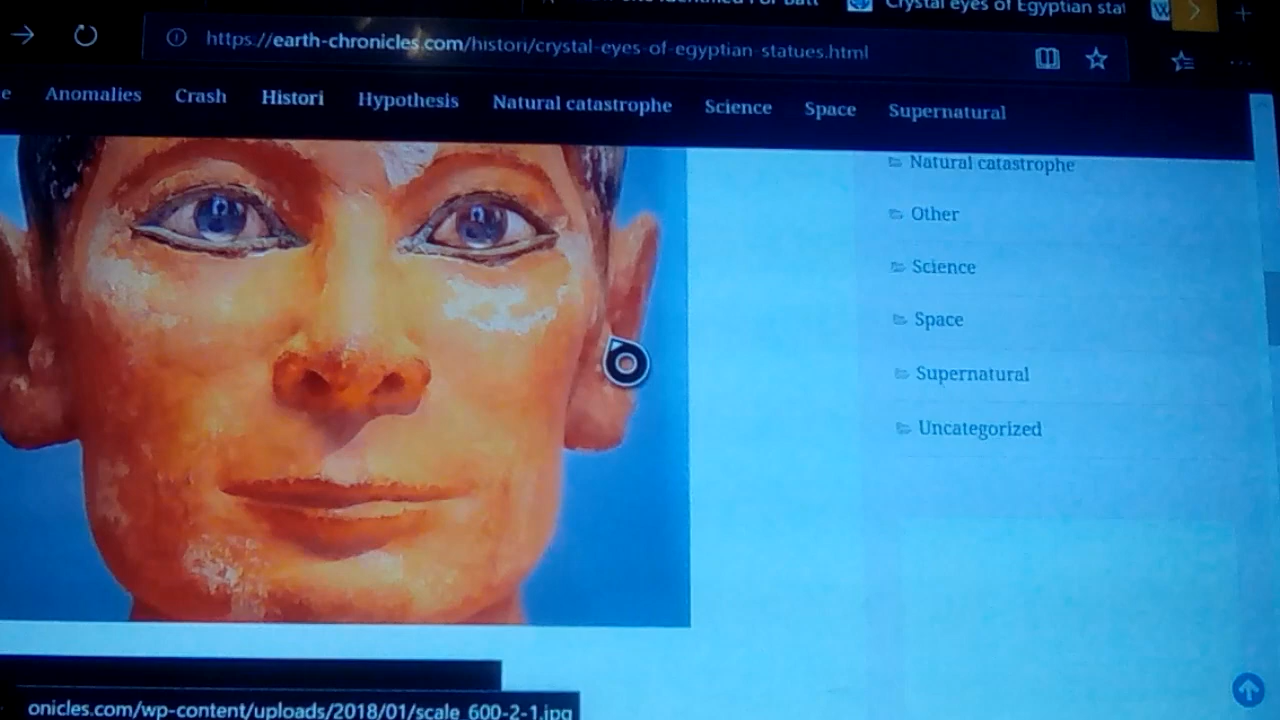 Crystal eyes of Egyptian stat
https://earth-chronicles.com/histori/crystal-eyes-of-egyptian-statues.html
e Anomalies Crash Histori Hypothesis Natural catastrophe Science Space Supernatural
Natural catastrophe
Other
Science
Space
Supernatural
Uncategorized
onicles.com/wp-content/uploads/2018/01/scale_600-2-1.jpg